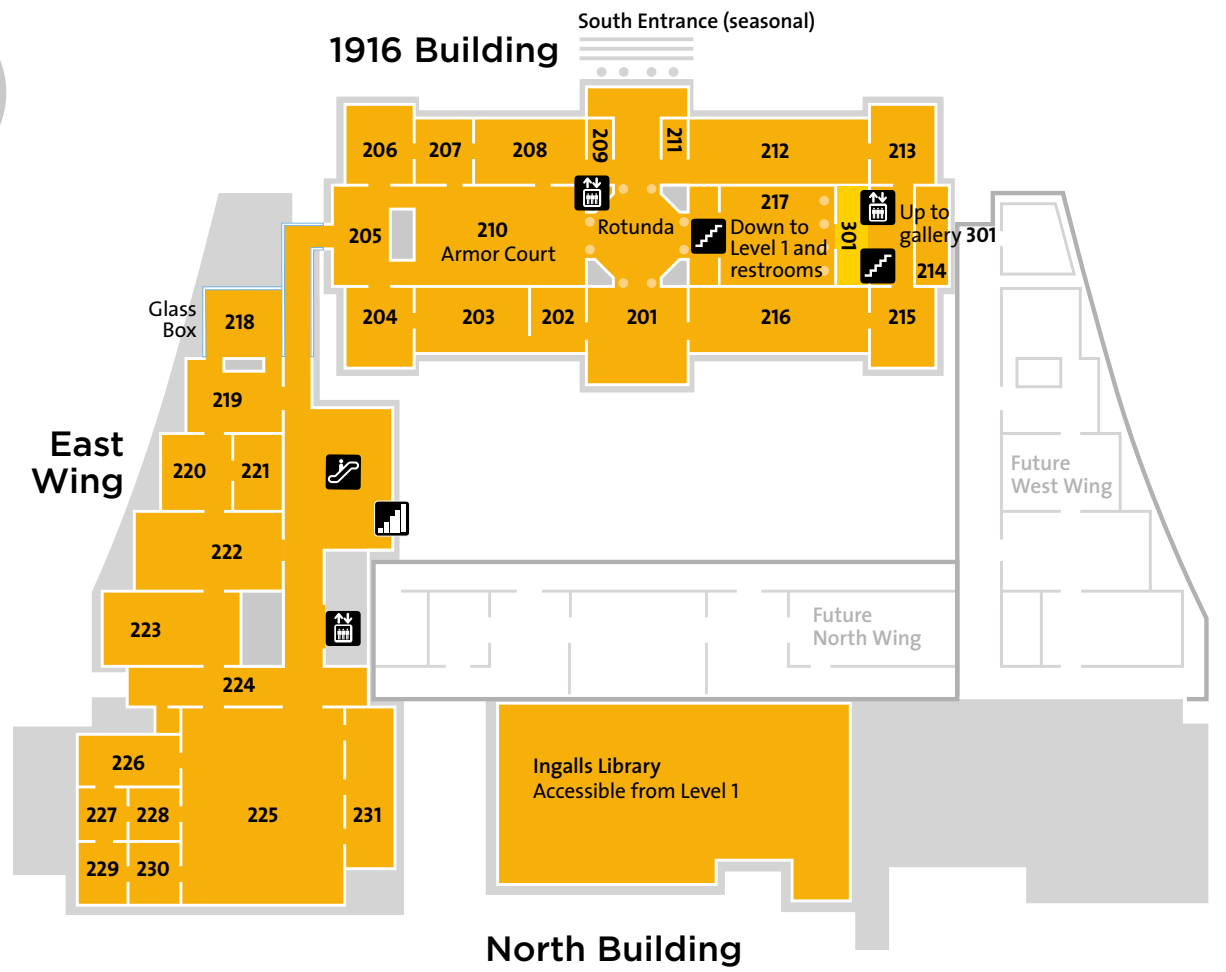 South Entrance (seasonal)
1916 Building
206
207
208
209
211
212
213
205
210
Armor Court
Rotunda
217
Down to
Level 1 and
restrooms
301
Up to
gallery 301
214
204
203
202
201
216
215
Glass
Box
218
219
East
Wing
220
221
222
223
224
226
227
228
225
231
229
230
Future
West Wing
Future
North Wing
Ingalls Library
Accessible from Level 1
North Building